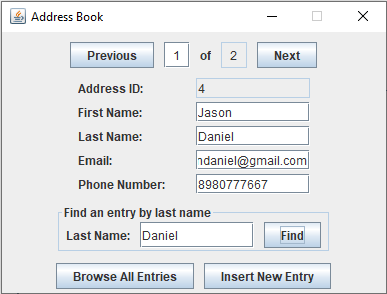 Address Book
Previous 1 of 2 Next
Address ID: 4
First Name: Jason
Last Name: Daniel
Email: ndaniel@gmail.com
Phone Number: 8980777667
Find an entry by last name
Last Name: Daniel Find
Browse All Entries Insert New Entry